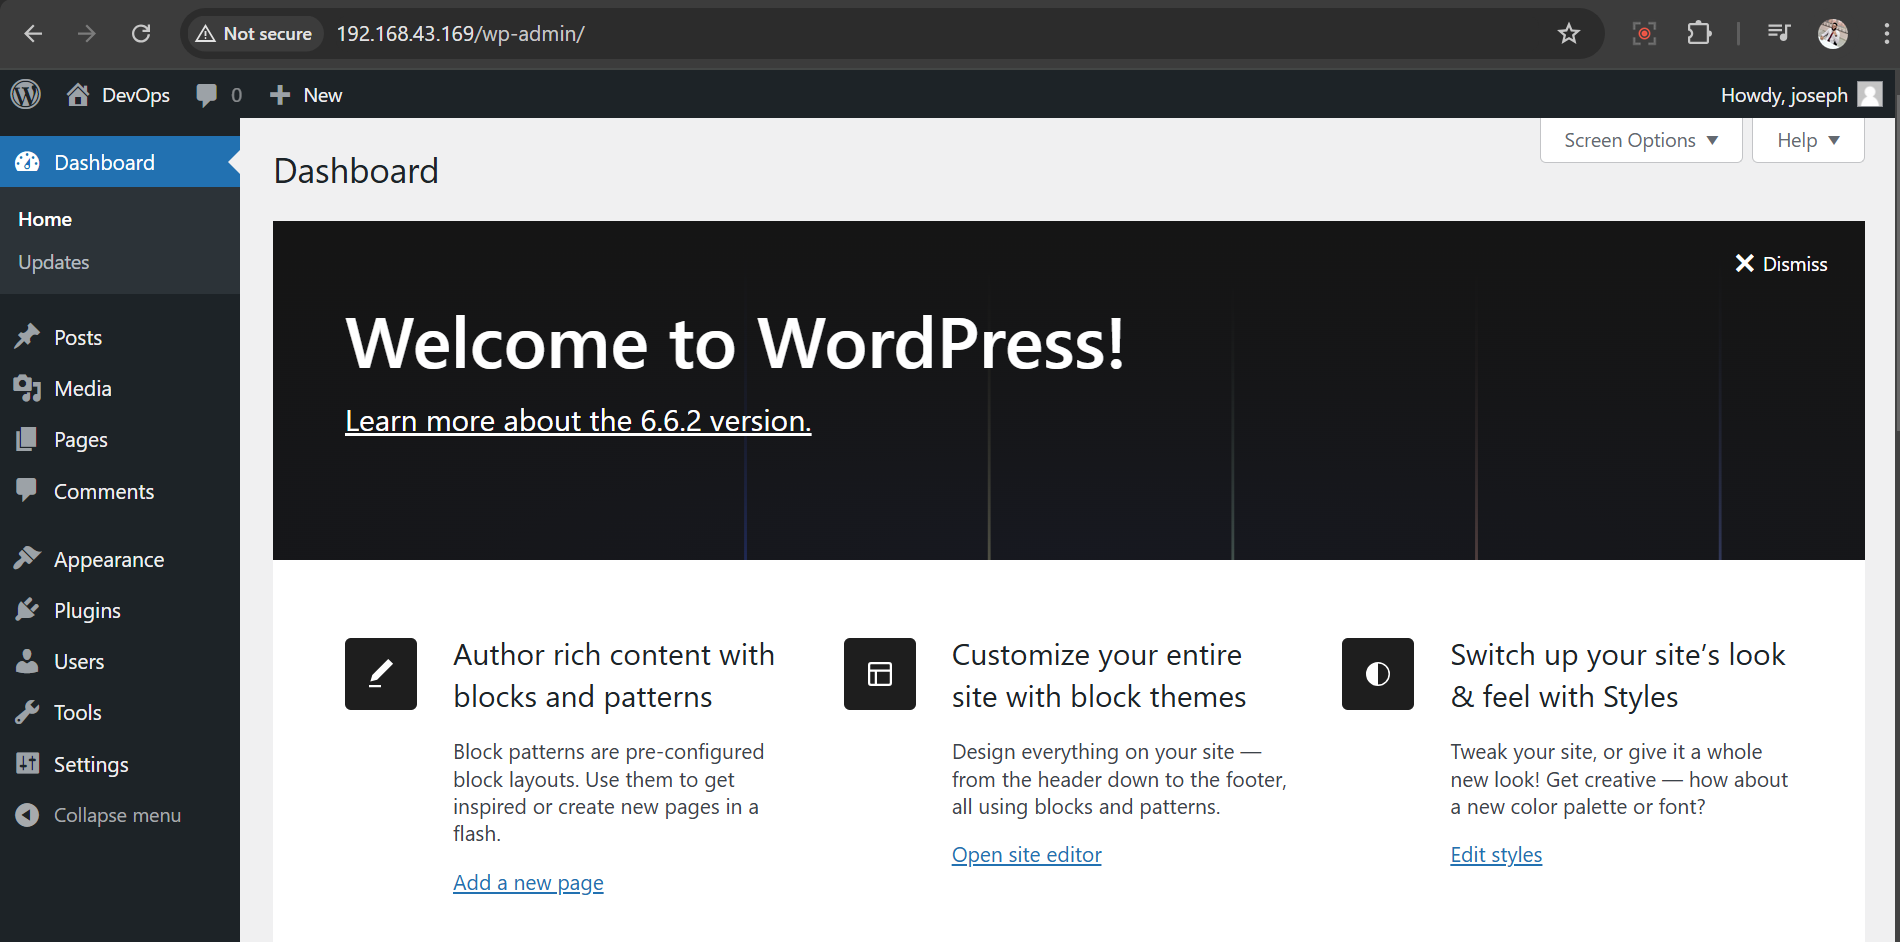 Not secure 192.168.43.169/wp-admin/
DevOps 0 New Howdy, joseph
Screen Options Help
Dashboard
Home
Updates
Posts
Media
Pages
Comments
Appearance
Plugins
Users
Tools
Settings
Collapse menu
Dashboard
Dismiss
Welcome to WordPress!
Learn more about the 6.6.2 version.
Author rich content with
blocks and patterns
Block patterns are pre-configured
block layouts. Use them to get
inspired or create new pages in a
flash.
Add a new page
Customize your entire
site with block themes
Design everything on your site —
from the header down to the footer,
all using blocks and patterns.
Open site editor
Switch up your site’s look
& feel with Styles
Tweak your site, or give it a whole
new look! Get creative — how about
a new color palette or font?
Edit styles